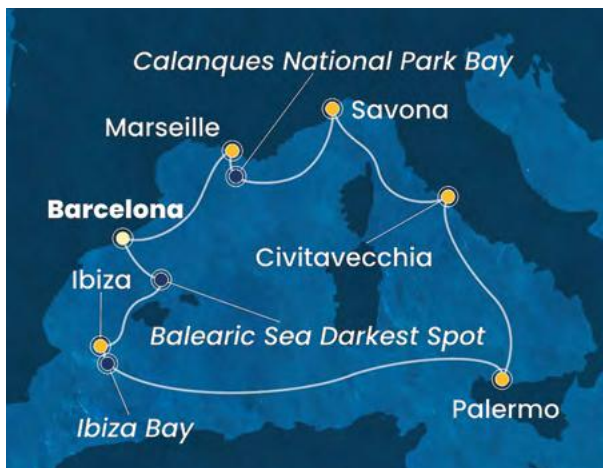 Calanques National Park Bay
Savona
Marseille
Barcelona
Civitavecchia
Ibiza
Balearic Sea Darkest Spot
Palermo
Ibiza Bay